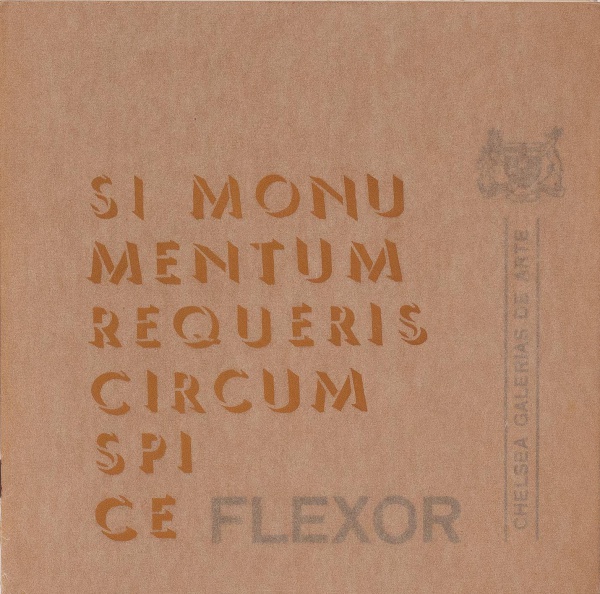 SI MONU
MENTUM
REQUERIS
CIRCUM
SPI
CE FLEXOR
CHELSEA GALERIAS DE ARTE